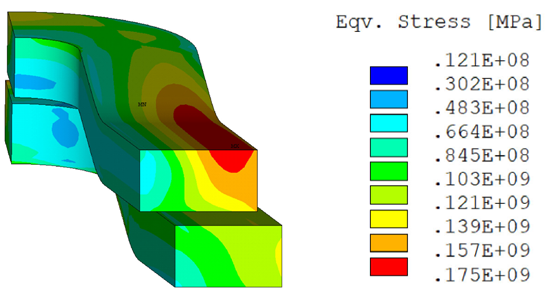 Eqv. Stress [MPa]
.121E+08
.302E+08
.483E+08
.664E+08
.845E+08
.103E+09
.121E+09
.139E+09
.157E+09
.175E+09